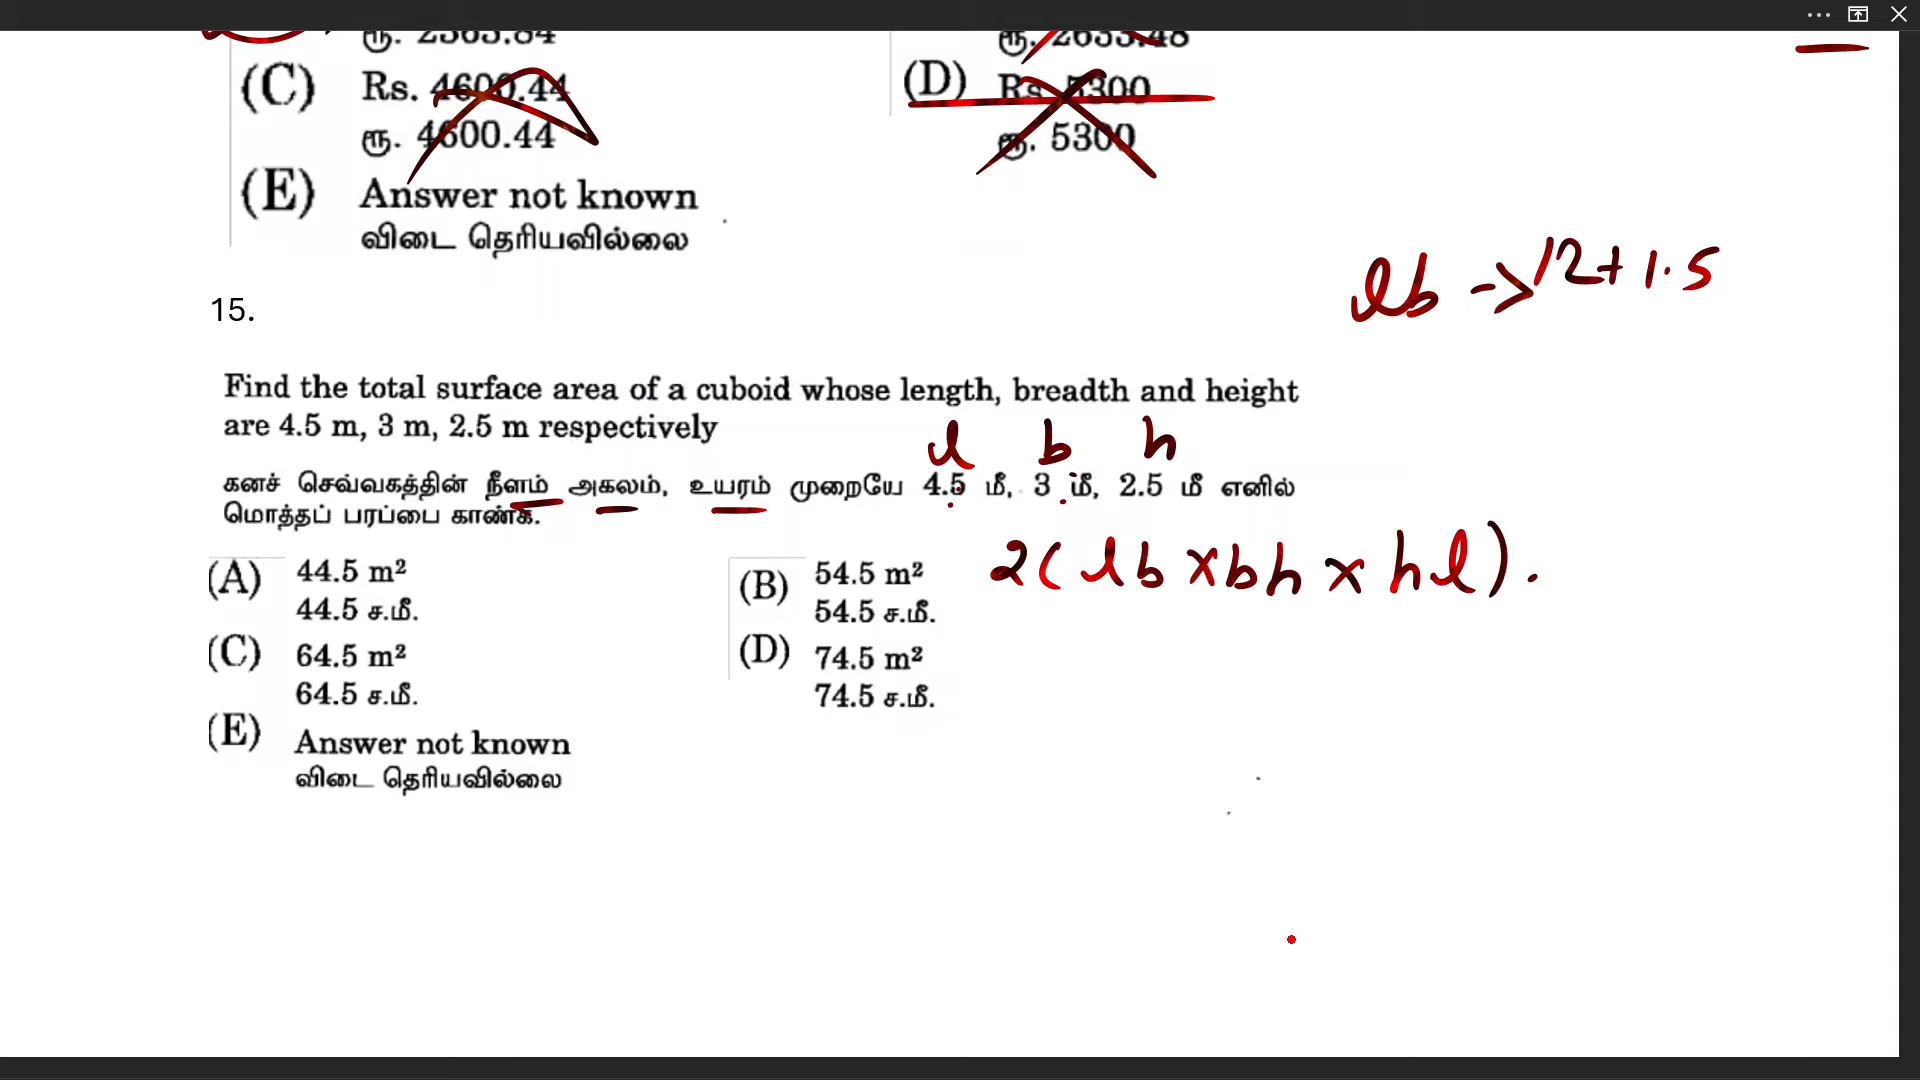 ரூ. 2363.84
ரூ. 2633.48
(C) Rs. 4600.44
(D) Rs 5300
ரூ. 4600.44
ரூ. 5300
(E) Answer not known
விடை தெரியவில்லை
lb -> 12+1.5
15.
Find the total surface area of a cuboid whose length, breadth and height
are 4.5 m, 3 m, 2.5 m respectively
l b h
கனச் செவ்வகத்தின் நீளம் அகலம், உயரம் முறையே 4.5 மீ, 3 மீ, 2.5 மீ எனில்
மொத்தப் பரப்பை காண்க.
2( lb × bh × hl ).
(A) 44.5 m²
44.5 ச.மீ.
(B) 54.5 m²
54.5 ச.மீ.
(C) 64.5 m²
64.5 ச.மீ.
(D) 74.5 m²
74.5 ச.மீ.
(E) Answer not known
விடை தெரியவில்லை